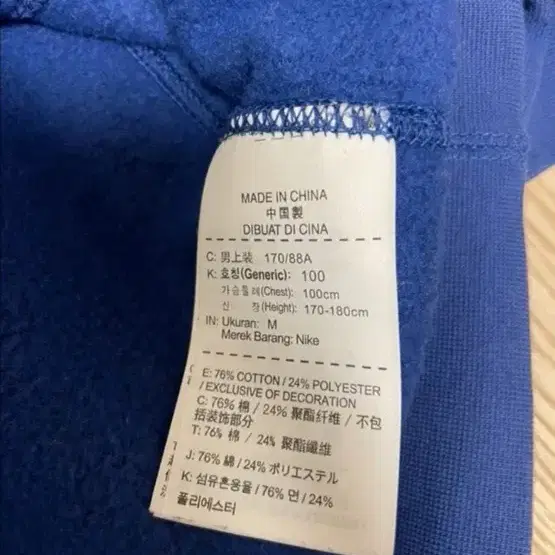 MADE IN CHINA
中国製
DIBUAT DI CINA
C: 男上装 170/88A
K: 호칭(Generic): 100
가슴둘레(Chest): 100cm
신 장(Height): 170-180cm
IN: Ukuran: M
Merek Barang: Nike
E: 76% COTTON / 24% POLYESTER
/ EXCLUSIVE OF DECORATION
C: 76% 棉 / 24% 聚酯纤维 / 不包
括装饰部分
T: 76% 棉 / 24% 聚酯纖維
J: 76% 綿 / 24% ポリエステル
K: 섬유혼용율 / 76% 면 / 24%
폴리에스터